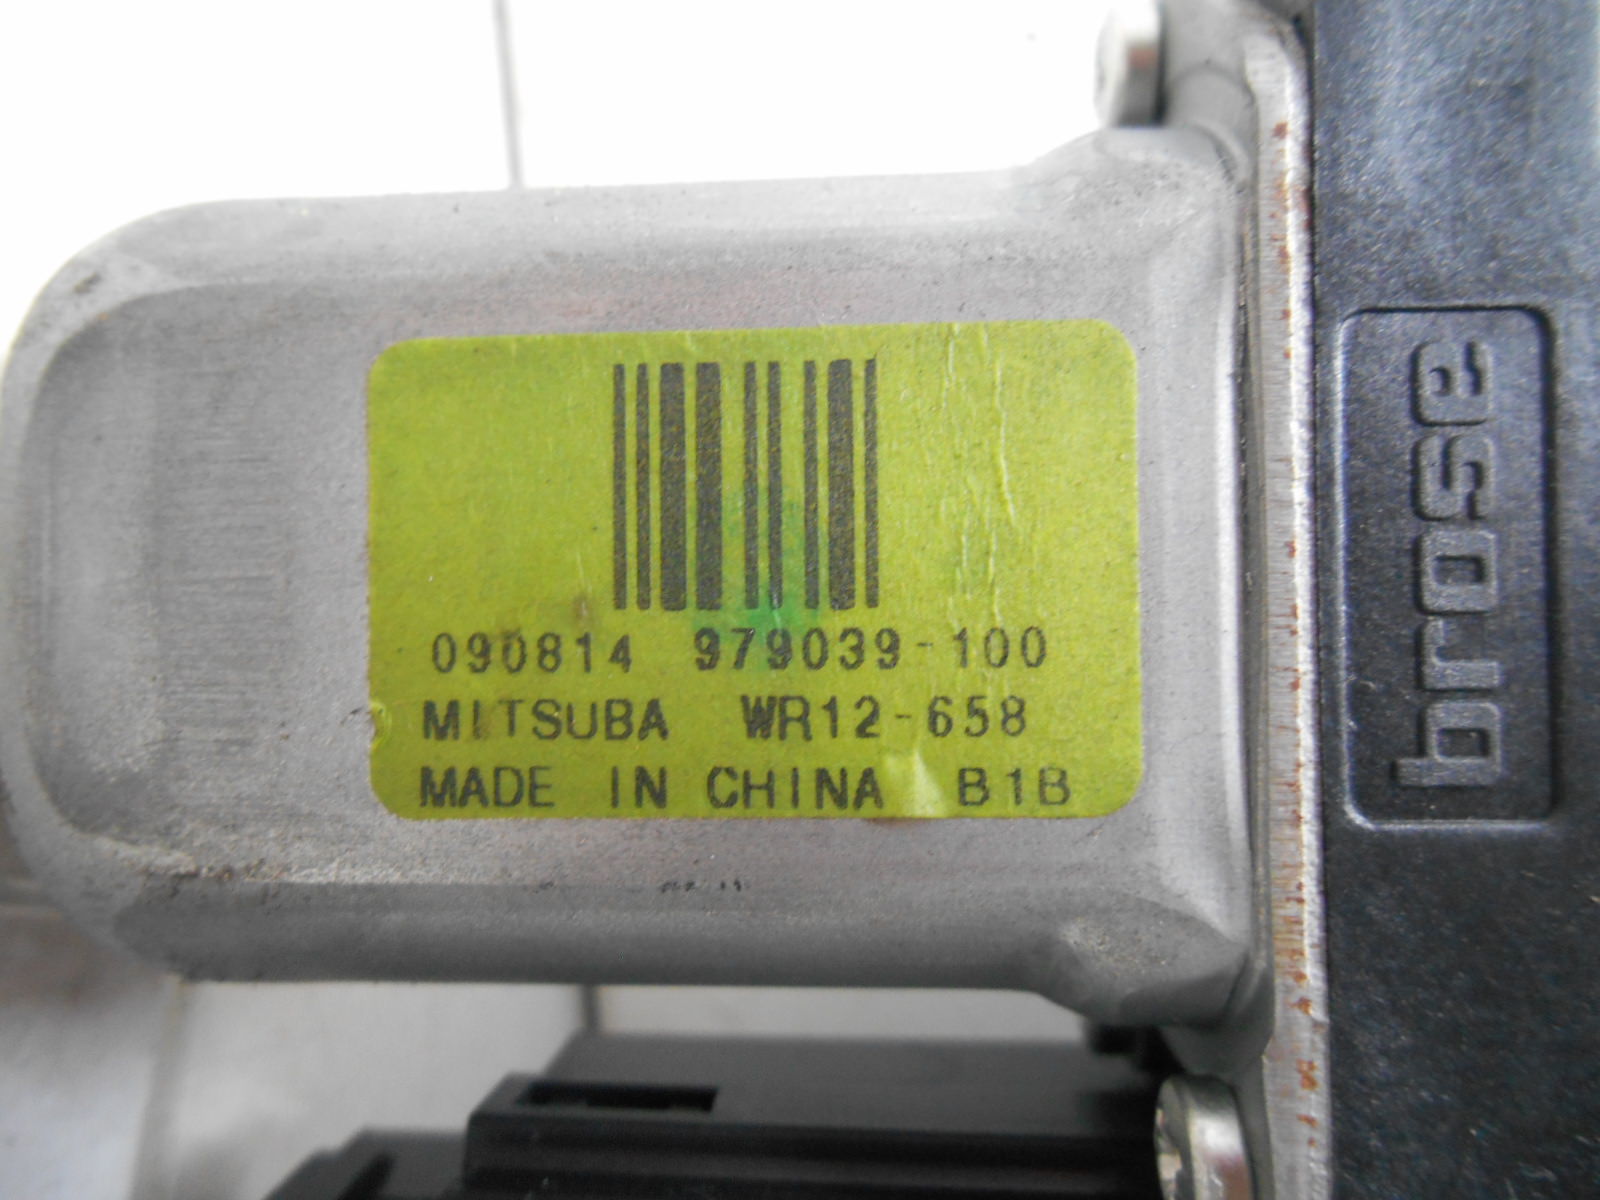 090814 979039-100
MITSUBA WR12-658
MADE IN CHINA B1B
brose